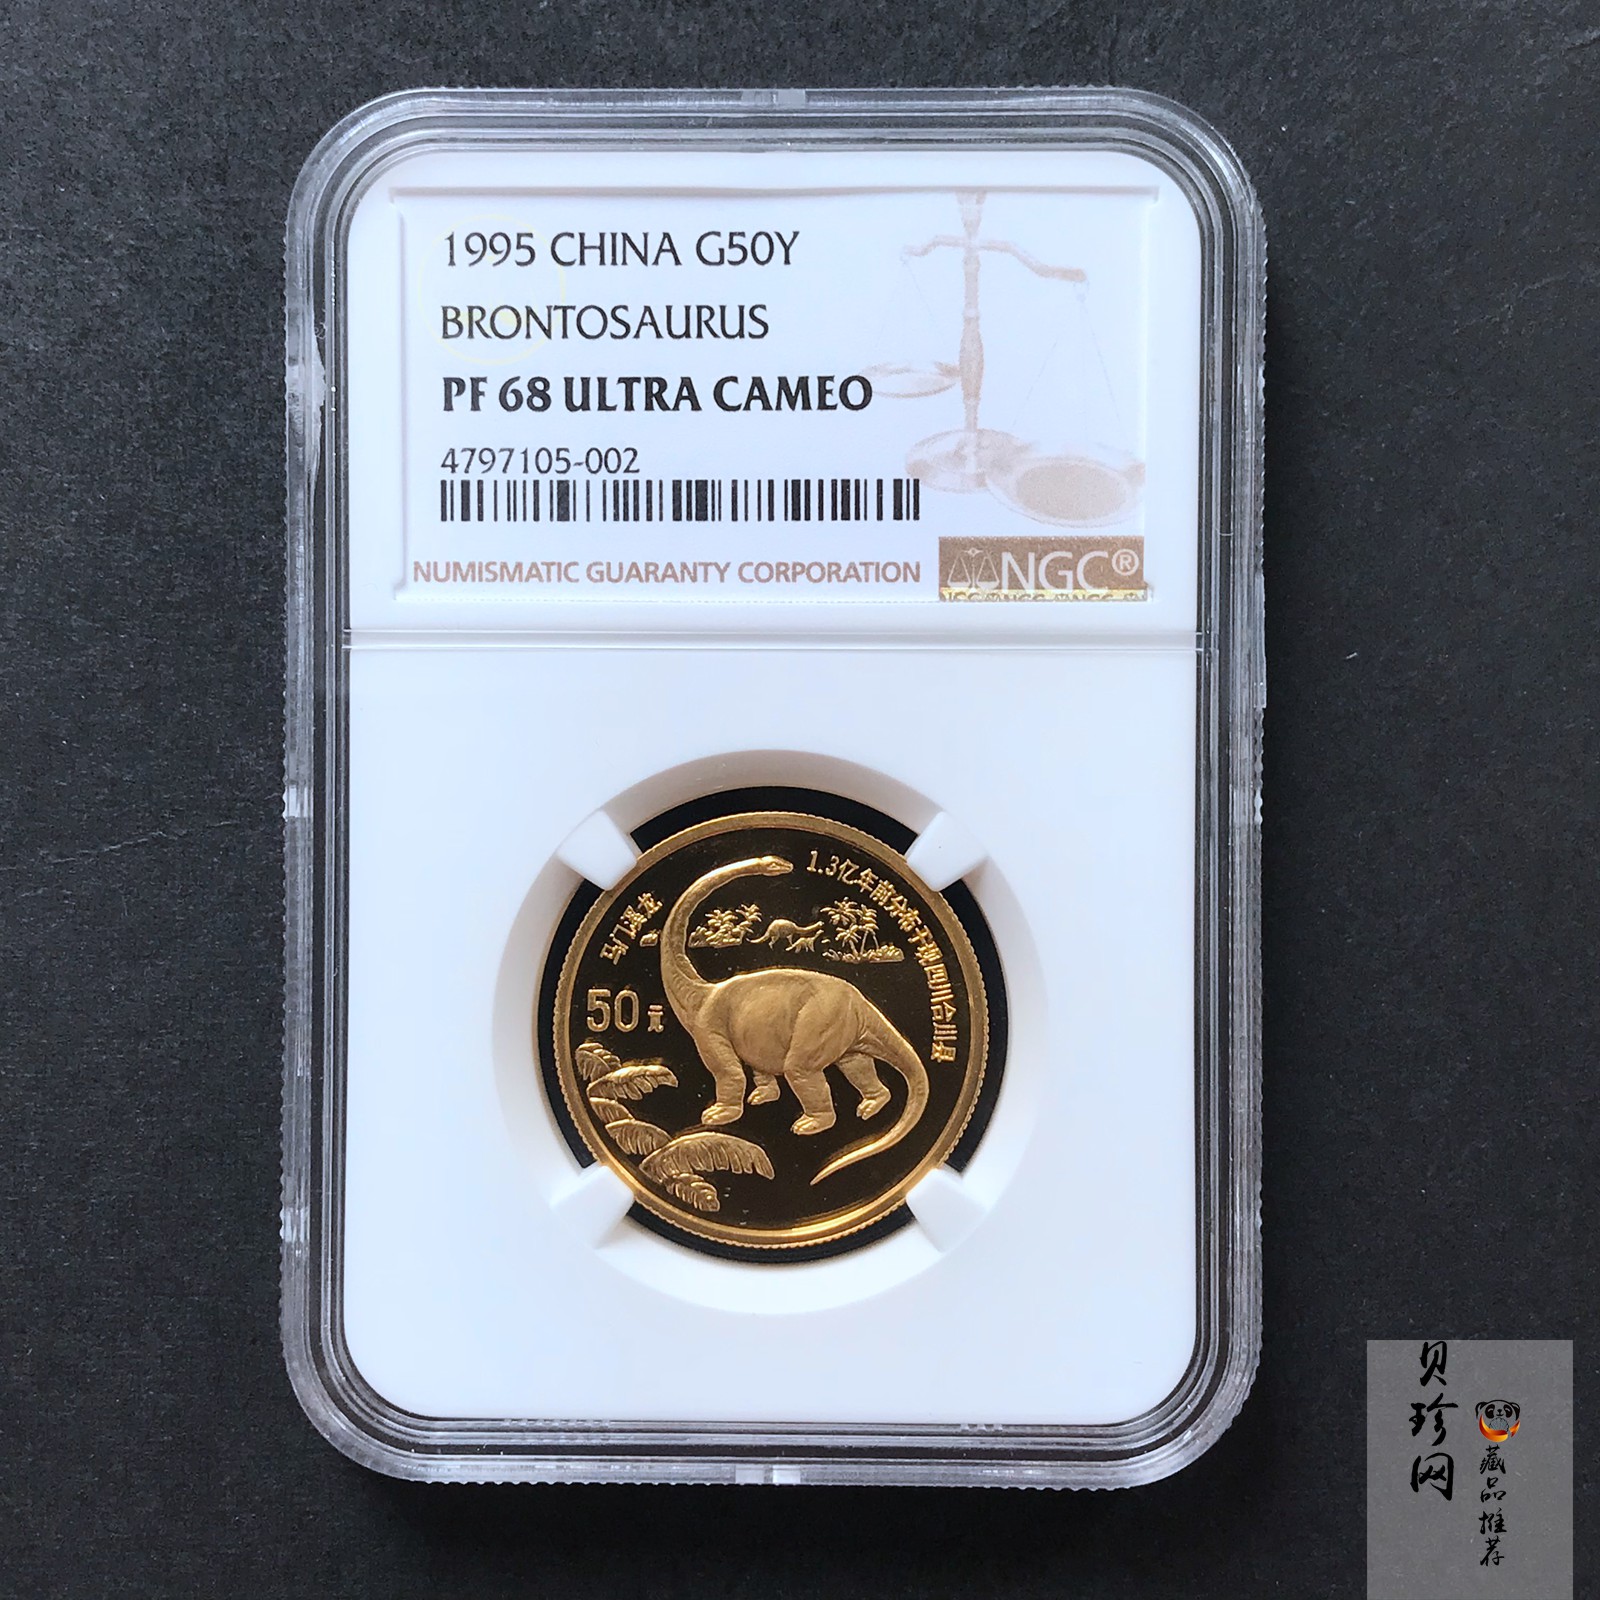 1995 CHINA G50Y
BRONTOSAURUS
PF 68 ULTRA CAMEO
4797105-002
NUMISMATIC GUARANTY CORPORATION
NGC®
马门溪龙
1.3亿年前分布于现四川合川县
50元
贝珍网
藏品推荐